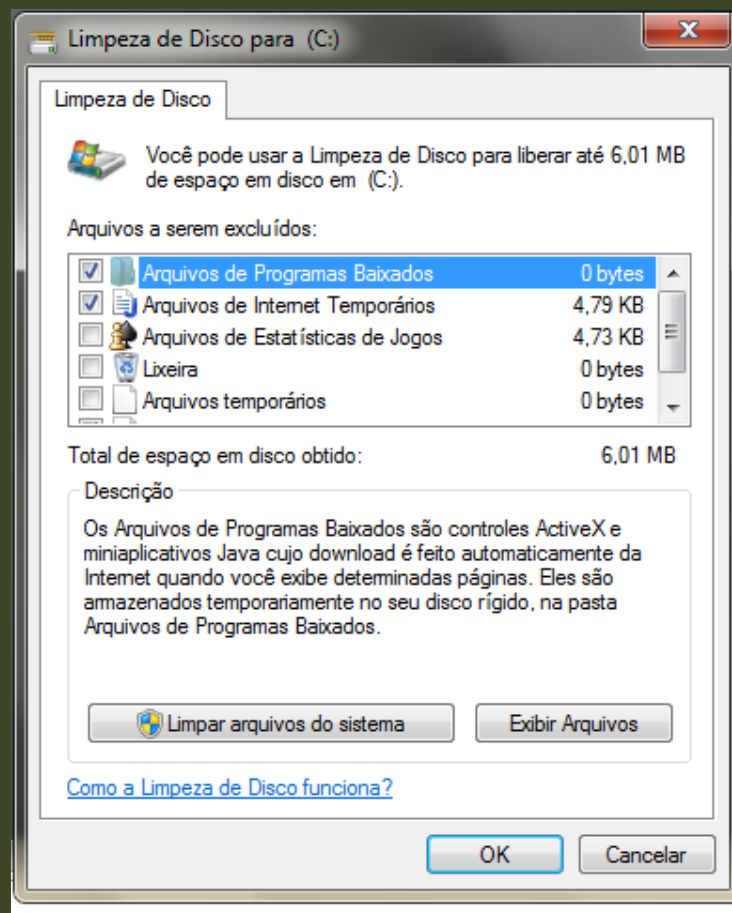 Limpeza de Disco para (C:)
Limpeza de Disco
Você pode usar a Limpeza de Disco para liberar até 6,01 MB
de espaço em disco em (C:).
Arquivos a serem excluídos:
Arquivos de Programas Baixados 0 bytes
Arquivos de Internet Temporários 4,79 KB
Arquivos de Estatísticas de Jogos 4,73 KB
Lixeira 0 bytes
Arquivos temporários 0 bytes
Total de espaço em disco obtido: 6,01 MB
Descrição
Os Arquivos de Programas Baixados são controles ActiveX e
miniaplicativos Java cujo download é feito automaticamente da
Internet quando você exibe determinadas páginas. Eles são
armazenados temporariamente no seu disco rígido, na pasta
Arquivos de Programas Baixados.
Limpar arquivos do sistema Exibir Arquivos
Como a Limpeza de Disco funciona?
OK Cancelar